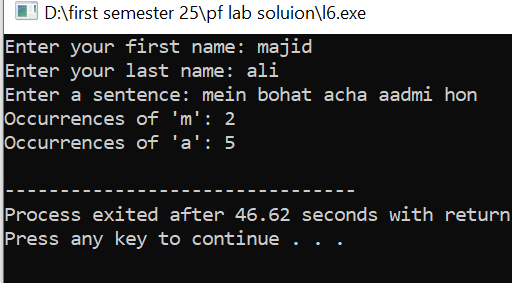 D:\first semester 25\pf lab soluion\l6.exe
Enter your first name: majid
Enter your last name: ali
Enter a sentence: mein bohat acha aadmi hon
Occurrences of 'm': 2
Occurrences of 'a': 5
--------------------------------
Process exited after 46.62 seconds with return
Press any key to continue . . .